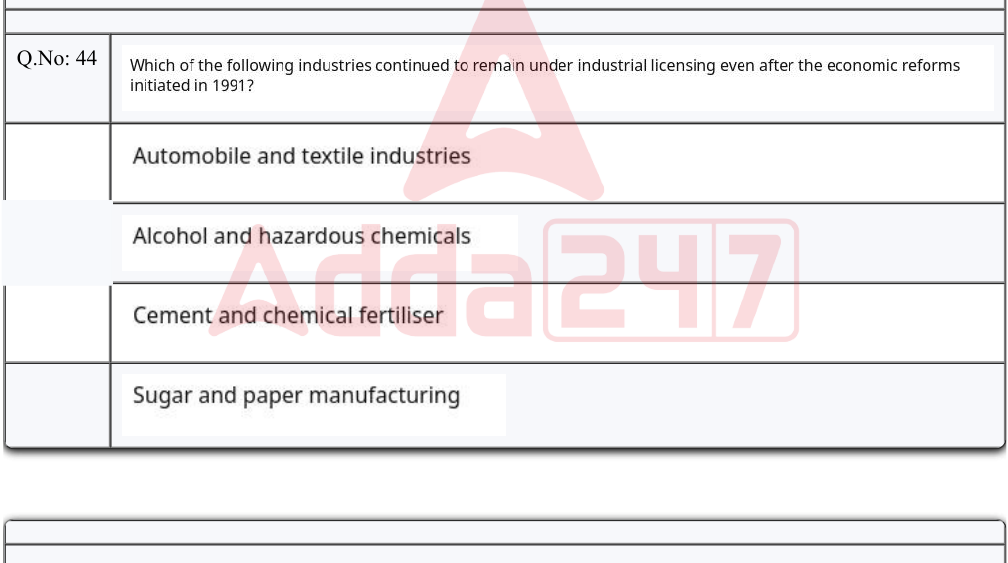 Q.No: 44
Which of the following industries continued to remain under industrial licensing even after the economic reforms
initiated in 1991?
Automobile and textile industries
Alcohol and hazardous chemicals
Adda247
Cement and chemical fertiliser
Sugar and paper manufacturing